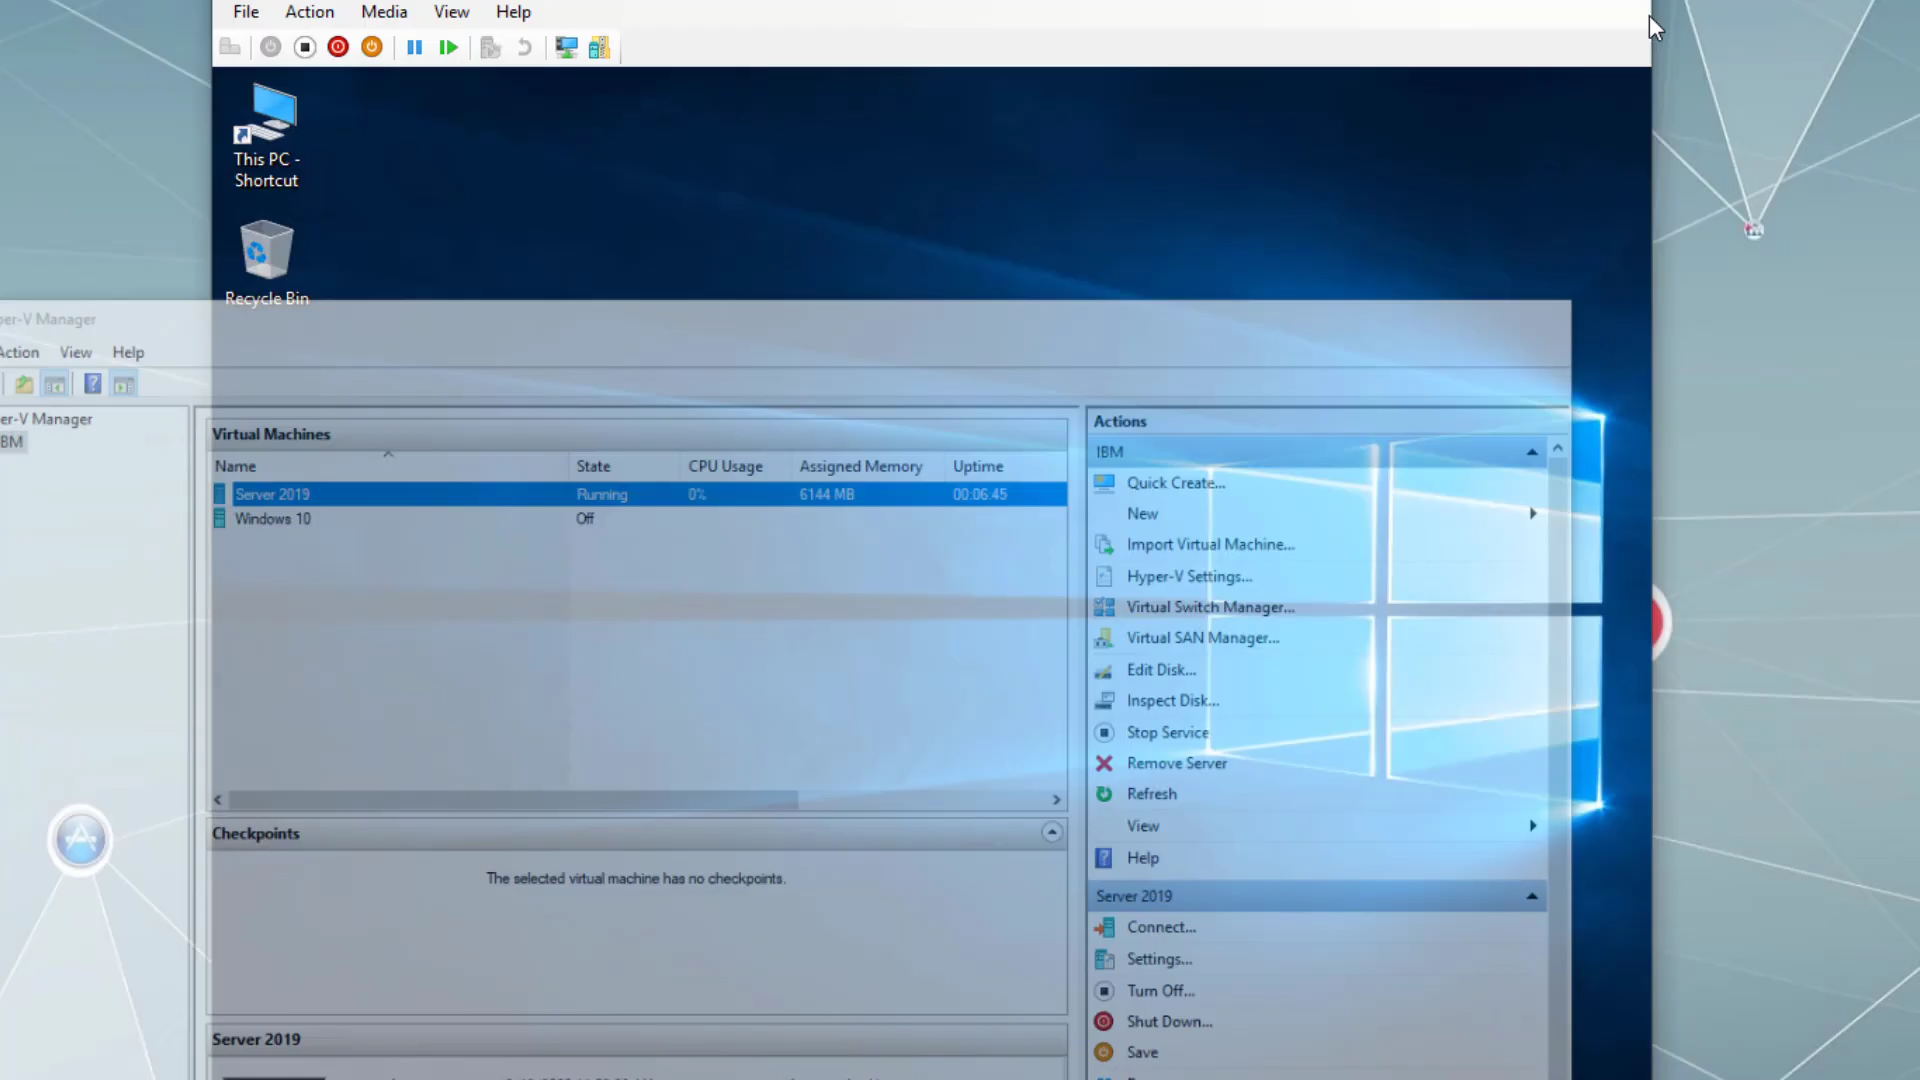 File Action Media View Help
This PC -
Shortcut
Recycle Bin
per-V Manager
Action View Help
er-V Manager
IBM
Virtual Machines
Name State CPU Usage Assigned Memory Uptime
Server 2019 Running 0% 6144 MB 00:06:45
Windows 10 Off
Checkpoints
The selected virtual machine has no checkpoints.
Server 2019
Actions
IBM
Quick Create...
New
Import Virtual Machine...
Hyper-V Settings...
Virtual Switch Manager...
Virtual SAN Manager...
Edit Disk...
Inspect Disk...
Stop Service
Remove Server
Refresh
View
Help
Server 2019
Connect...
Settings...
Turn Off...
Shut Down...
Save